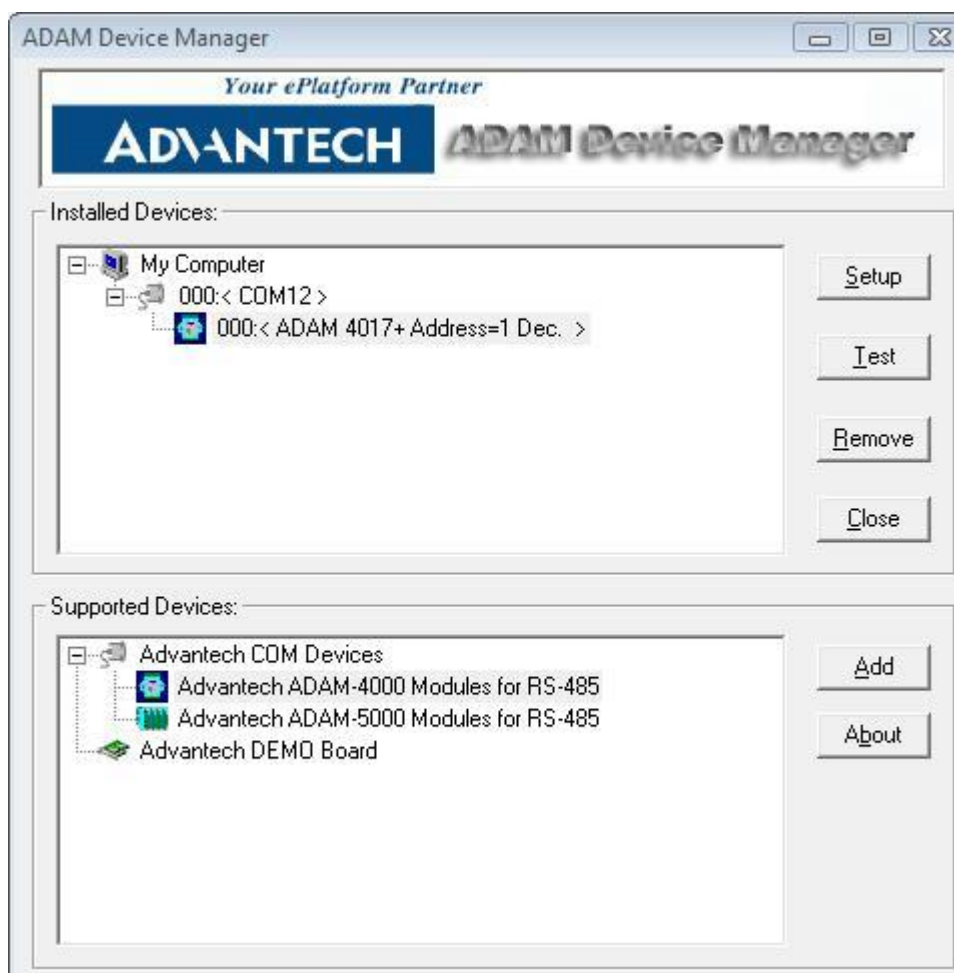 ADAM Device Manager
Your ePlatform Partner
ADVANTECH ADAM Device Manager
Installed Devices:
My Computer
000:< COM12 >
000:< ADAM 4017+ Address=1 Dec. >
Setup
Test
Remove
Close
Supported Devices:
Advantech COM Devices
Advantech ADAM-4000 Modules for RS-485
Advantech ADAM-5000 Modules for RS-485
Advantech DEMO Board
Add
About